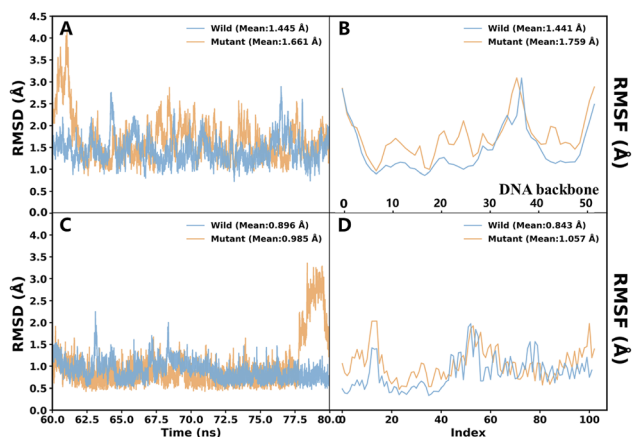 A
Wild (Mean:1.445 Å)
Mutant (Mean:1.661 Å)
RMSD (Å)
4.5
4.0
3.5
3.0
2.5
2.0
1.5
1.0
0.5
0.0
B
Wild (Mean:1.441 Å)
Mutant (Mean:1.759 Å)
RMSF (Å)
DNA backbone
0 10 20 30 40 50
C
Wild (Mean:0.896 Å)
Mutant (Mean:0.985 Å)
RMSD (Å)
4.0
3.5
3.0
2.5
2.0
1.5
1.0
0.5
0.0
60.0 62.5 65.0 67.5 70.0 72.5 75.0 77.5 80.0
Time (ns)
D
Wild (Mean:0.843 Å)
Mutant (Mean:1.057 Å)
RMSF (Å)
0 20 40 60 80 100
Index